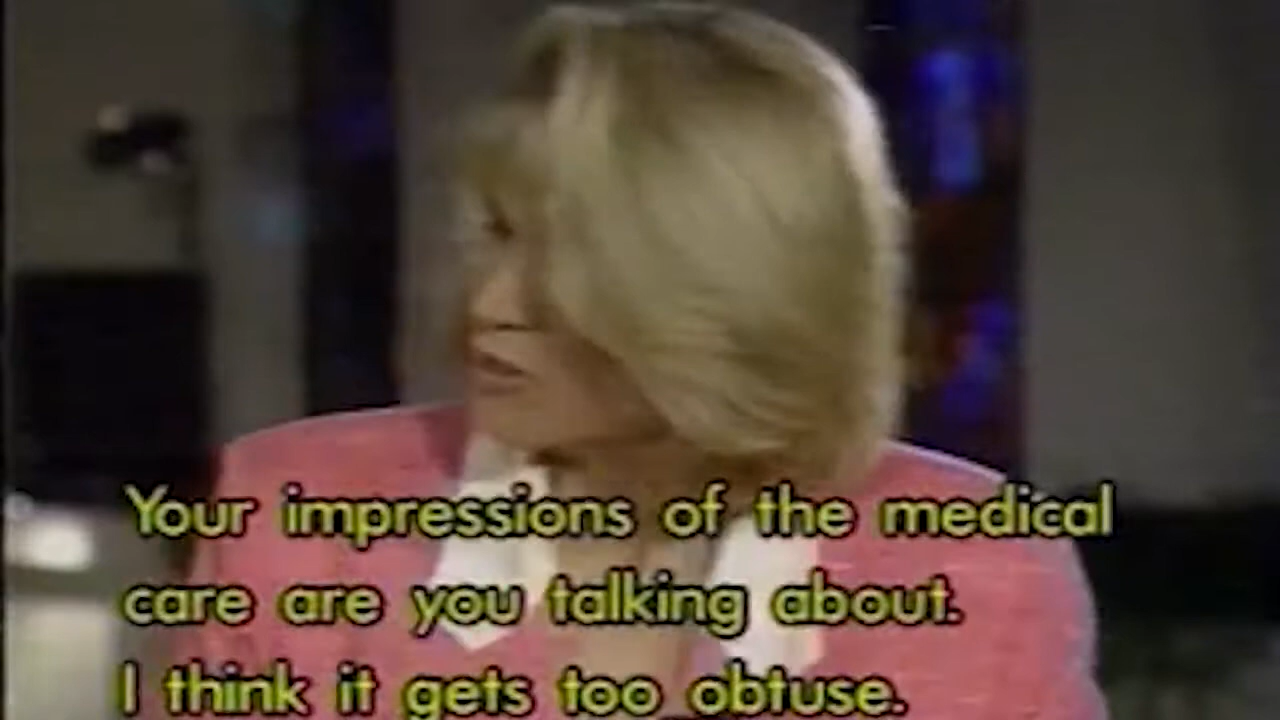 Your impressions of the medical
care are you talking about.
I think it gets too obtuse.